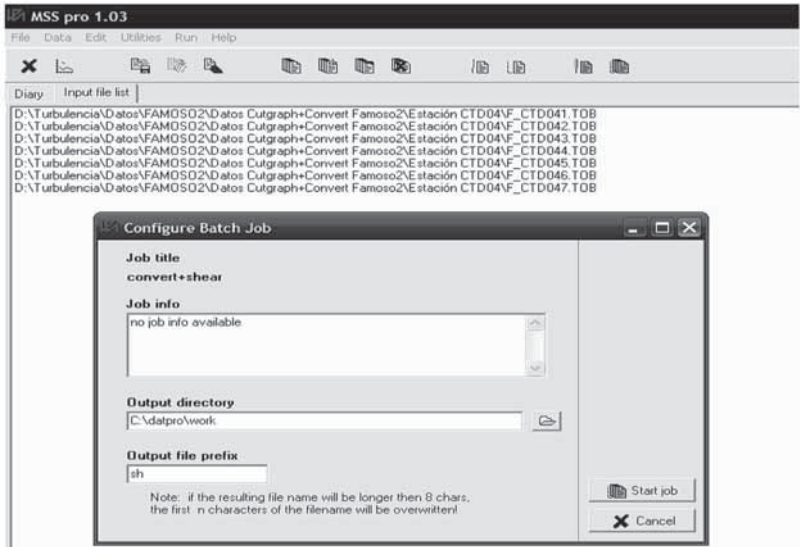 MSS pro 1.03
File Data Edit Utilities Run Help
Diary Input file list
D:\Turbulencia\Datos\FAMOSO2\Datos Cutgraph+Convert Famoso2\Estación CTD04\F_CTD041.TOB
D:\Turbulencia\Datos\FAMOSO2\Datos Cutgraph+Convert Famoso2\Estación CTD04\F_CTD042.TOB
D:\Turbulencia\Datos\FAMOSO2\Datos Cutgraph+Convert Famoso2\Estación CTD04\F_CTD043.TOB
D:\Turbulencia\Datos\FAMOSO2\Datos Cutgraph+Convert Famoso2\Estación CTD04\F_CTD044.TOB
D:\Turbulencia\Datos\FAMOSO2\Datos Cutgraph+Convert Famoso2\Estación CTD04\F_CTD045.TOB
D:\Turbulencia\Datos\FAMOSO2\Datos Cutgraph+Convert Famoso2\Estación CTD04\F_CTD046.TOB
D:\Turbulencia\Datos\FAMOSO2\Datos Cutgraph+Convert Famoso2\Estación CTD04\F_CTD047.TOB
Configure Batch Job
Job title
convert+shear
Job info
no job info available
Output directory
C:\datpro\work
Output file prefix
sh
Note: if the resulting file name will be longer then 8 chars,
the first n characters of the filename will be overwritten!
Start job
Cancel